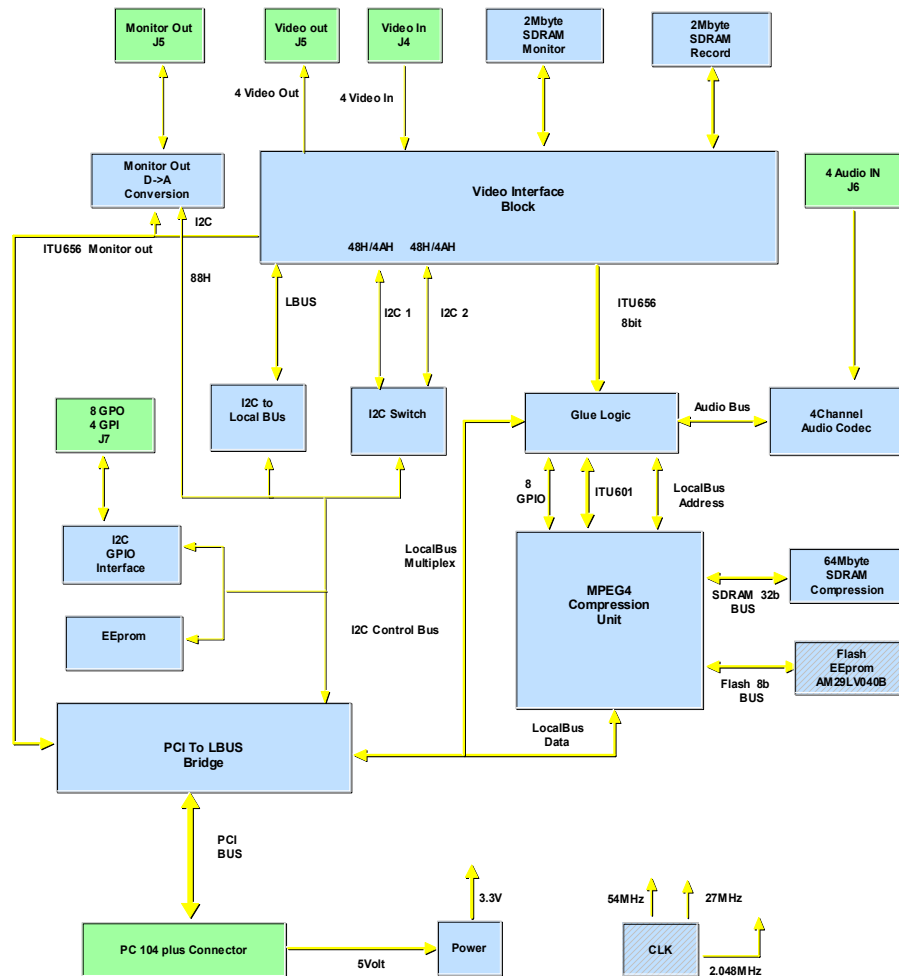 Monitor Out
J5
Video out
J5
Video In
J4
2Mbyte
SDRAM
Monitor
2Mbyte
SDRAM
Record
4 Video Out
4 Video In
Monitor Out
D->A
Conversion
Video Interface
Block
4 Audio IN
J6
I2C
ITU656 Monitor out
48H/4AH
48H/4AH
88H
LBUS
I2C 1
I2C 2
ITU656
8bit
I2C to
Local BUs
I2C Switch
Glue Logic
Audio Bus
4Channel
Audio Codec
8 GPO
4 GPI
J7
8
GPIO
ITU601
LocalBus
Address
I2C
GPIO
Interface
LocalBus
Multiplex
MPEG4
Compression
Unit
64Mbyte
SDRAM
Compression
SDRAM 32b
BUS
EEprom
I2C Control Bus
Flash
EEprom
AM29LV040B
Flash 8b
BUS
PCI To LBUS
Bridge
LocalBus
Data
PCI
BUS
3.3V
54MHz
27MHz
PC 104 plus Connector
5Volt
Power
CLK
2.048MHz